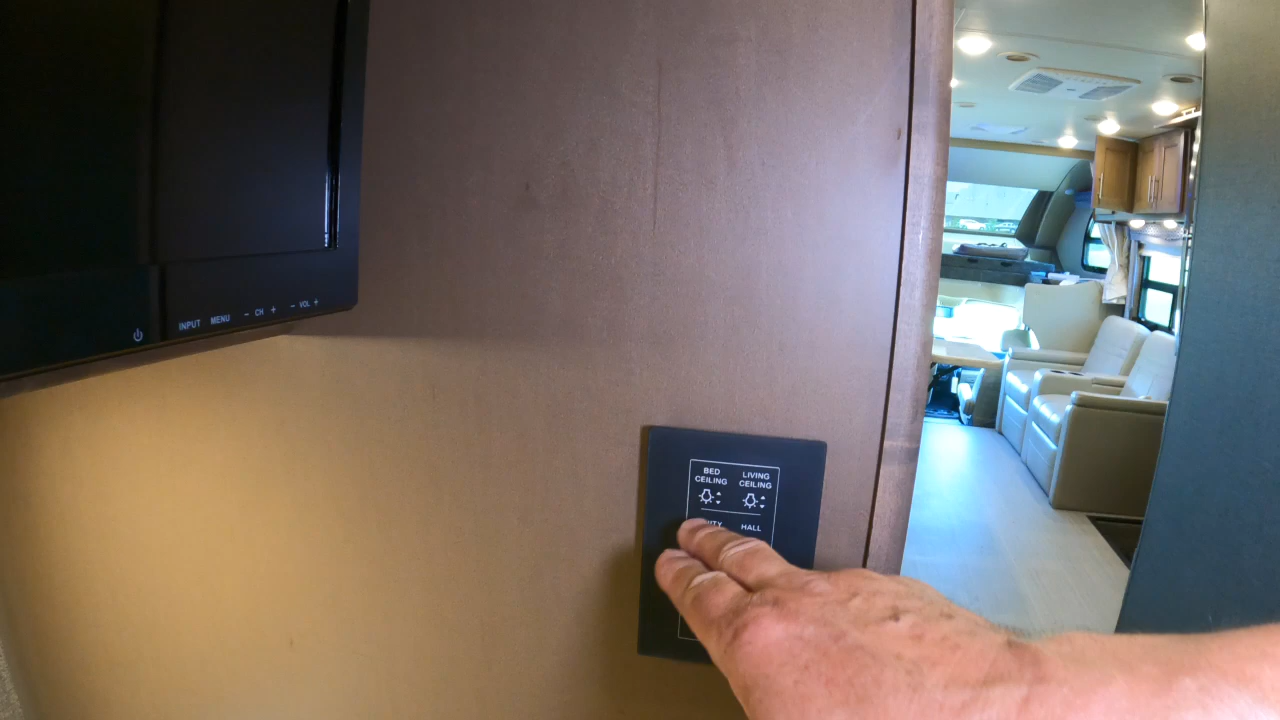 INPUT MENU - CH + - VOL +
BED CEILING
LIVING CEILING
HALL